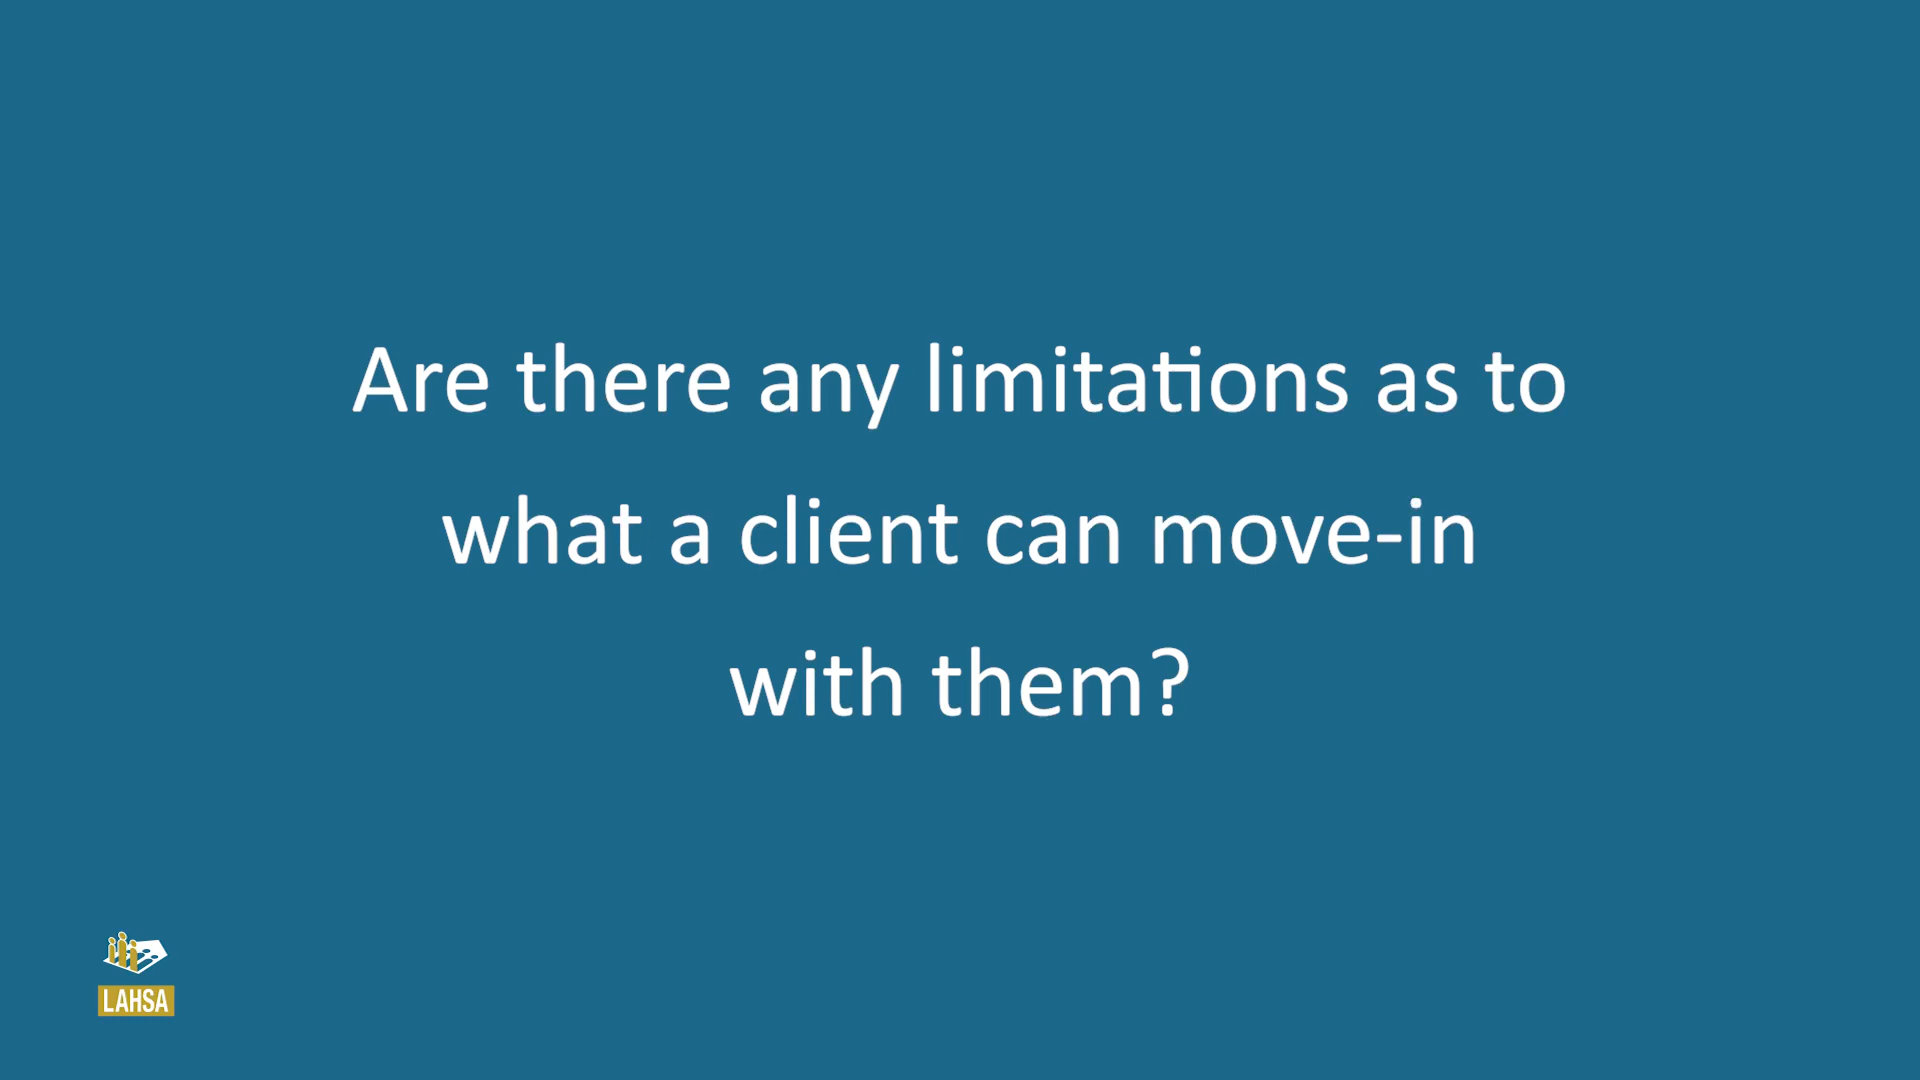 Are there any limitations as to
what a client can move-in
with them?
LAHSA